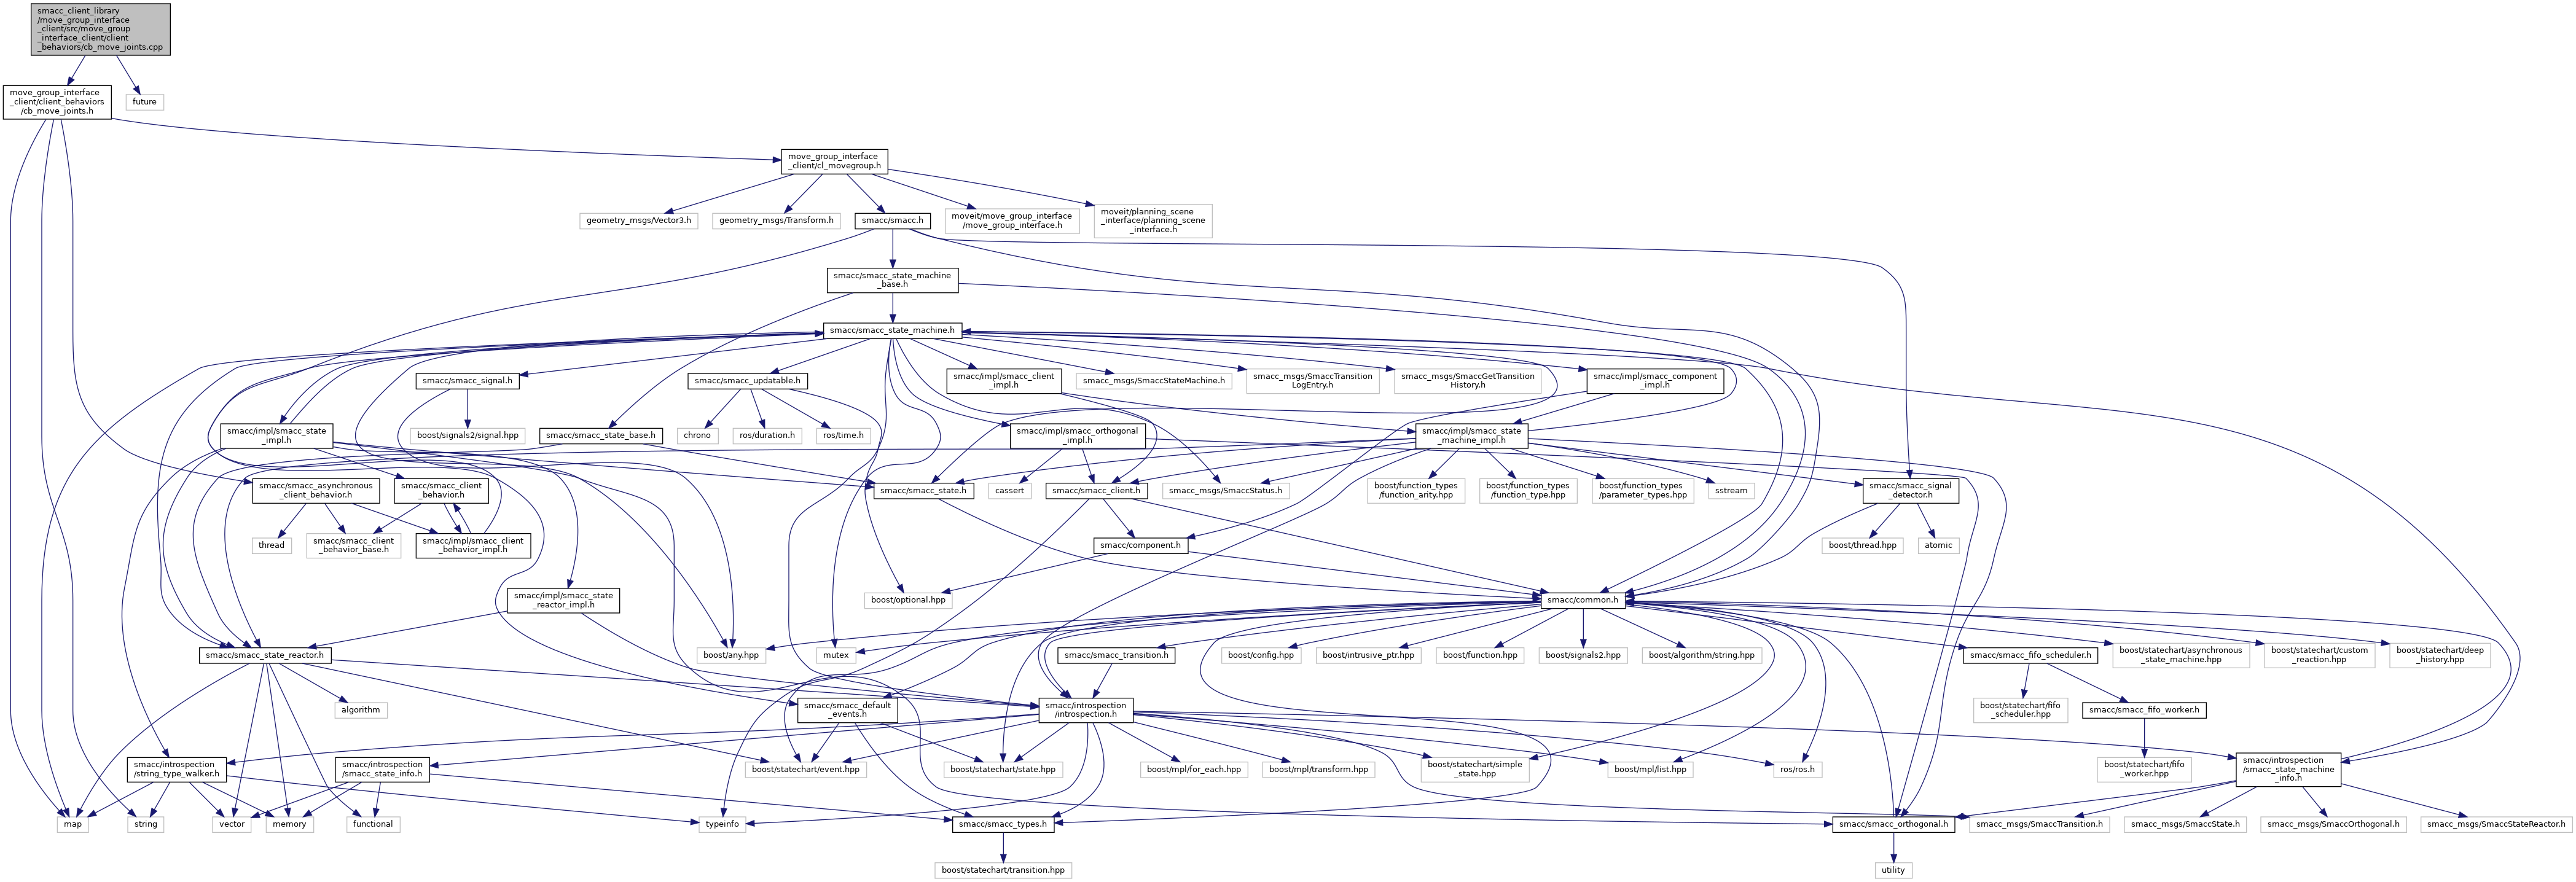 smacc_client_library
/move_group_interface
_client/src/move_group
_interface_client/client
_behaviors/cb_move_joints.cpp
move_group_interface
_client/client_behaviors
/cb_move_joints.h
future
move_group_interface
_client/cl_movegroup.h
geometry_msgs/Vector3.h
geometry_msgs/Transform.h
smacc/smacc.h
moveit/move_group_interface
/move_group_interface.h
moveit/planning_scene
_interface/planning_scene
_interface.h
smacc/smacc_state_machine
_base.h
smacc/smacc_state_machine.h
smacc/smacc_signal.h
smacc/smacc_updatable.h
smacc/impl/smacc_client
_impl.h
smacc_msgs/SmaccStateMachine.h
smacc_msgs/SmaccTransition
LogEntry.h
smacc_msgs/SmaccGetTransition
History.h
smacc/impl/smacc_component
_impl.h
smacc/impl/smacc_state
_impl.h
boost/signals2/signal.hpp
smacc/smacc_state_base.h
chrono
ros/duration.h
ros/time.h
smacc/impl/smacc_orthogonal
_impl.h
smacc/impl/smacc_state
_machine_impl.h
smacc/smacc_asynchronous
_client_behavior.h
smacc/smacc_client
_behavior.h
smacc/smacc_state.h
cassert
smacc/smacc_client.h
smacc_msgs/SmaccStatus.h
boost/function_types
/function_arity.hpp
boost/function_types
/function_type.hpp
boost/function_types
/parameter_types.hpp
sstream
smacc/smacc_signal
_detector.h
thread
smacc/smacc_client
_behavior_base.h
smacc/impl/smacc_client
_behavior_impl.h
smacc/component.h
boost/thread.hpp
atomic
smacc/impl/smacc_state
_reactor_impl.h
boost/optional.hpp
smacc/common.h
smacc/smacc_state_reactor.h
boost/any.hpp
mutex
smacc/smacc_transition.h
boost/config.hpp
boost/intrusive_ptr.hpp
boost/function.hpp
boost/signals2.hpp
boost/algorithm/string.hpp
smacc/smacc_fifo_scheduler.h
boost/statechart/asynchronous
_state_machine.hpp
boost/statechart/custom
_reaction.hpp
boost/statechart/deep
_history.hpp
algorithm
smacc/smacc_default
_events.h
smacc/introspection
/introspection.h
boost/statechart/fifo
_scheduler.hpp
smacc/smacc_fifo_worker.h
smacc/introspection
/string_type_walker.h
smacc/introspection
/smacc_state_info.h
boost/statechart/event.hpp
boost/statechart/state.hpp
boost/mpl/for_each.hpp
boost/mpl/transform.hpp
boost/statechart/simple
_state.hpp
boost/mpl/list.hpp
ros/ros.h
boost/statechart/fifo
_worker.hpp
smacc/introspection
/smacc_state_machine
_info.h
map
string
vector
memory
functional
typeinfo
smacc/smacc_types.h
smacc/smacc_orthogonal.h
smacc_msgs/SmaccTransition.h
smacc_msgs/SmaccState.h
smacc_msgs/SmaccOrthogonal.h
smacc_msgs/SmaccStateReactor.h
boost/statechart/transition.hpp
utility